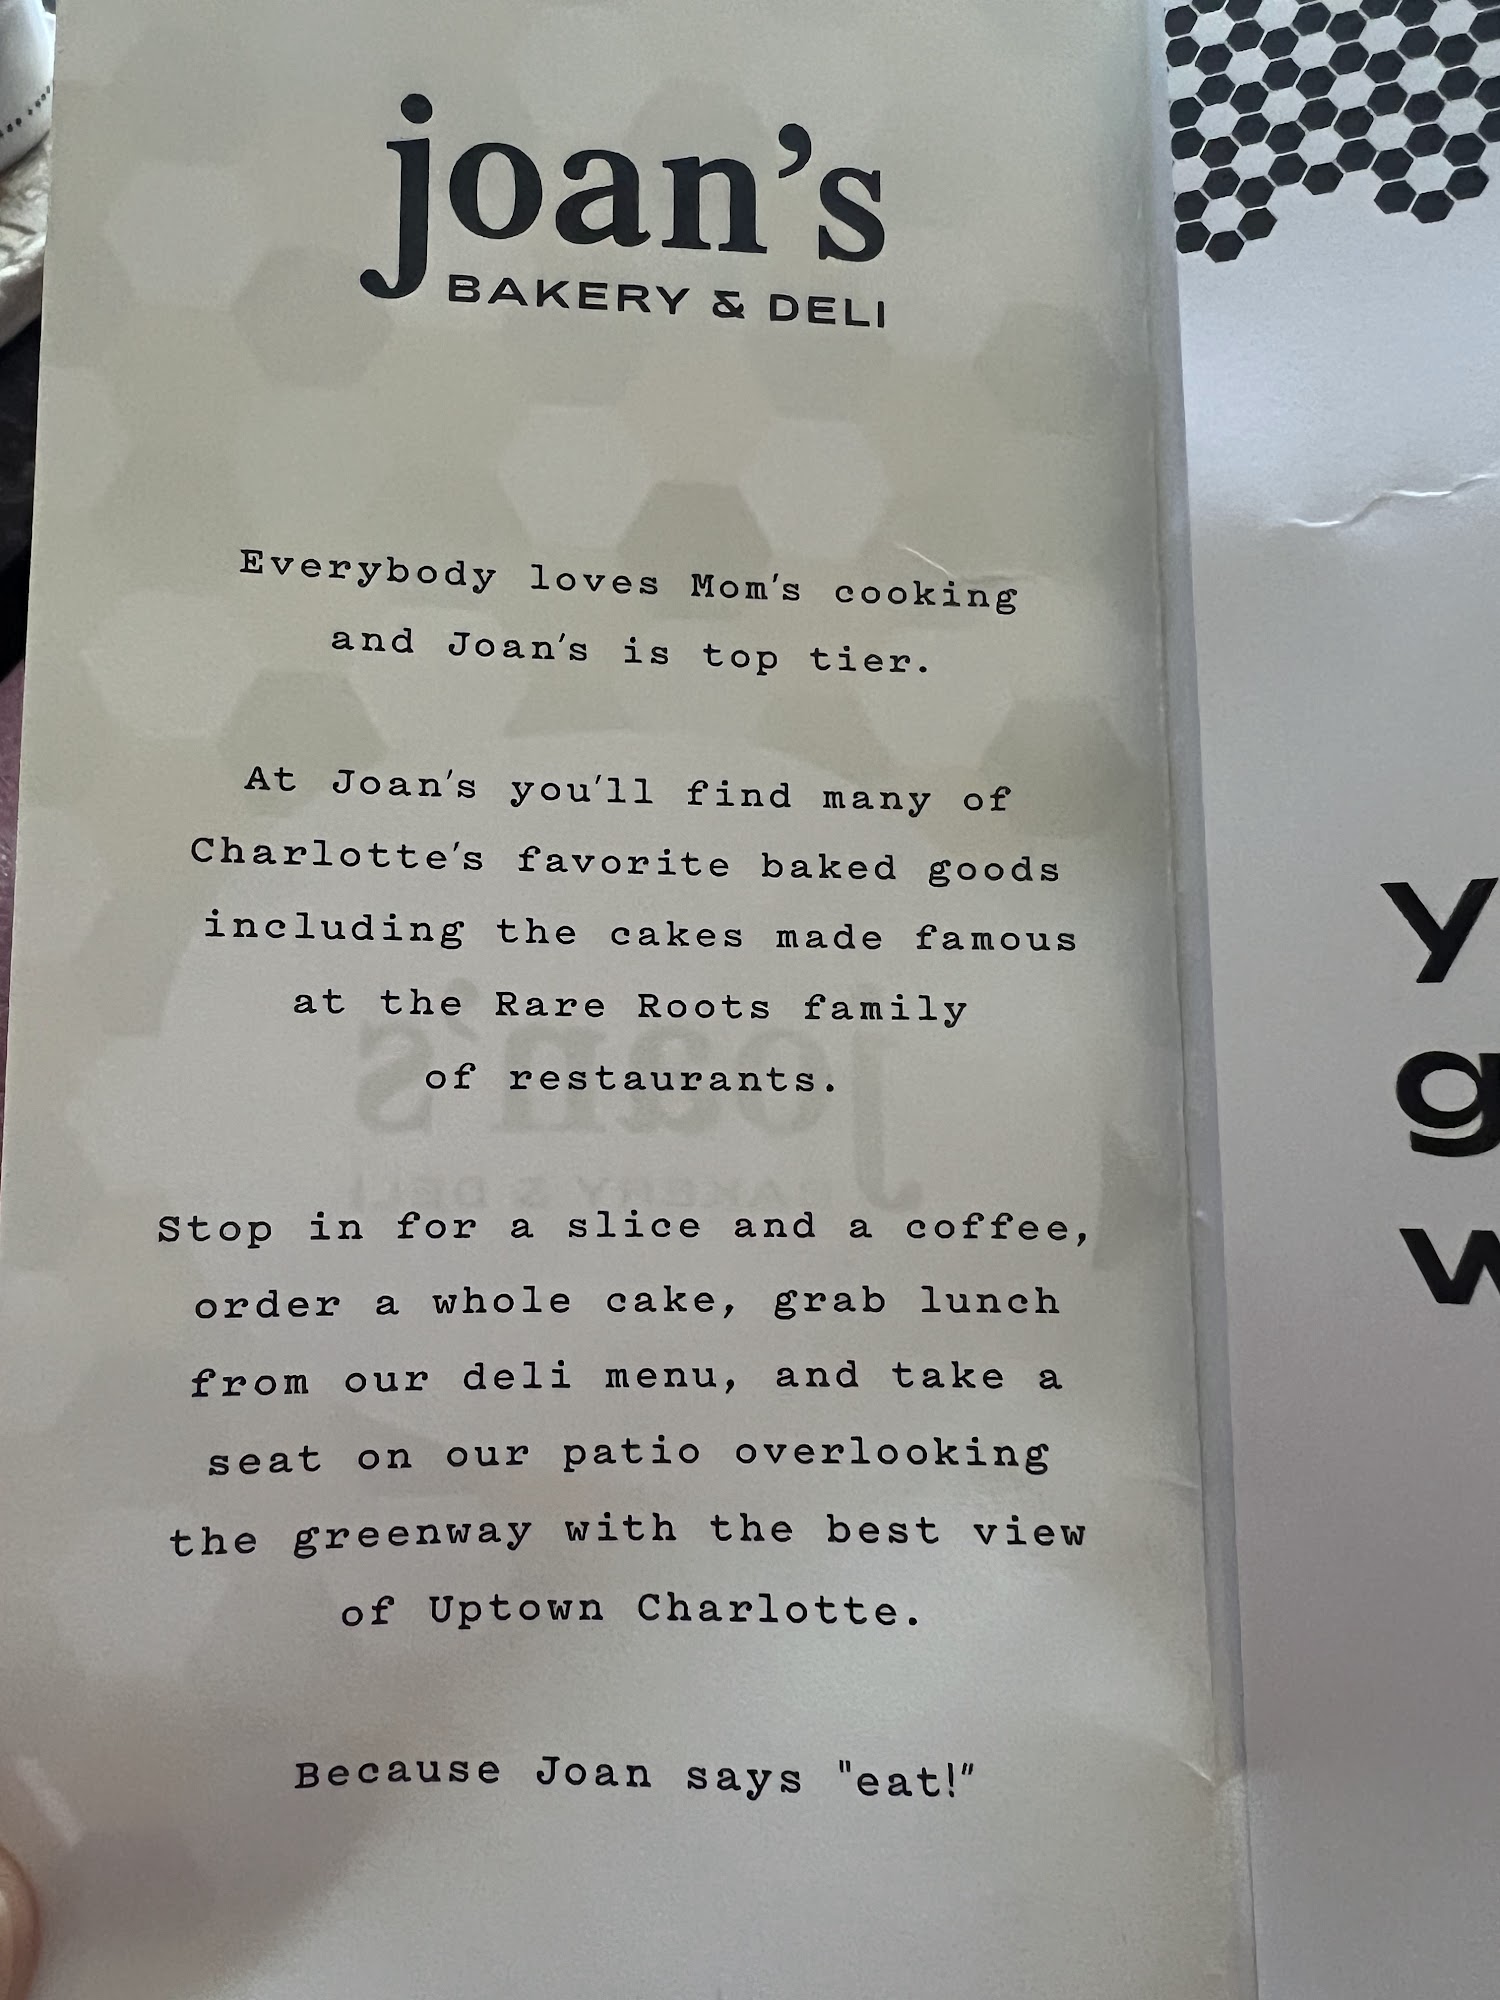 joan's
BAKERY & DELI
Everybody loves Mom's cooking
and Joan's is top tier.
At Joan's you'll find many of
Charlotte's favorite baked goods
including the cakes made famous
at the Rare Roots family
of restaurants.
Stop in for a slice and a coffee,
order a whole cake, grab lunch
from our deli menu, and take a
seat on our patio overlooking
the greenway with the best view
of Uptown Charlotte.
Because Joan says "eat!"